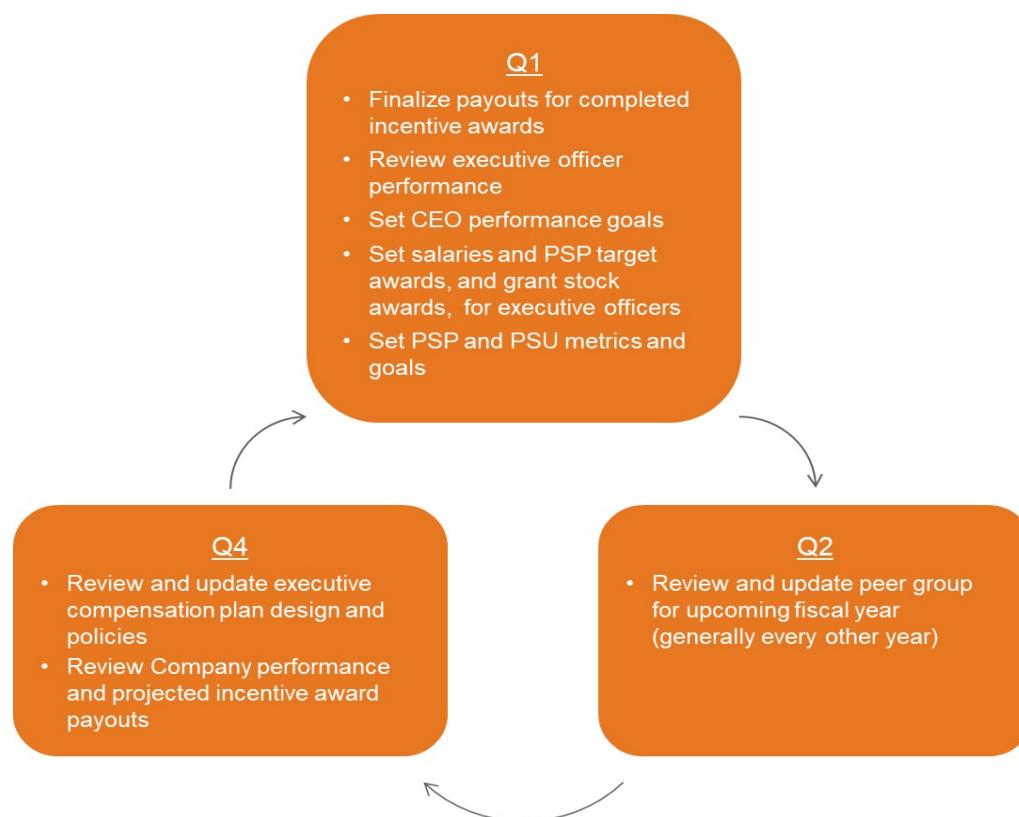 Q1
• Finalize payouts for completed
incentive awards
• Review executive officer
performance
• Set CEO performance goals
• Set salaries and PSP target
awards, and grant stock
awards,  for executive officers
• Set PSP and PSU metrics and
goals
Q4
• Review and update executive
compensation plan design and
policies
• Review Company performance
and projected incentive award
payouts
Q2
• Review and update peer group
for upcoming fiscal year
(generally every other year)